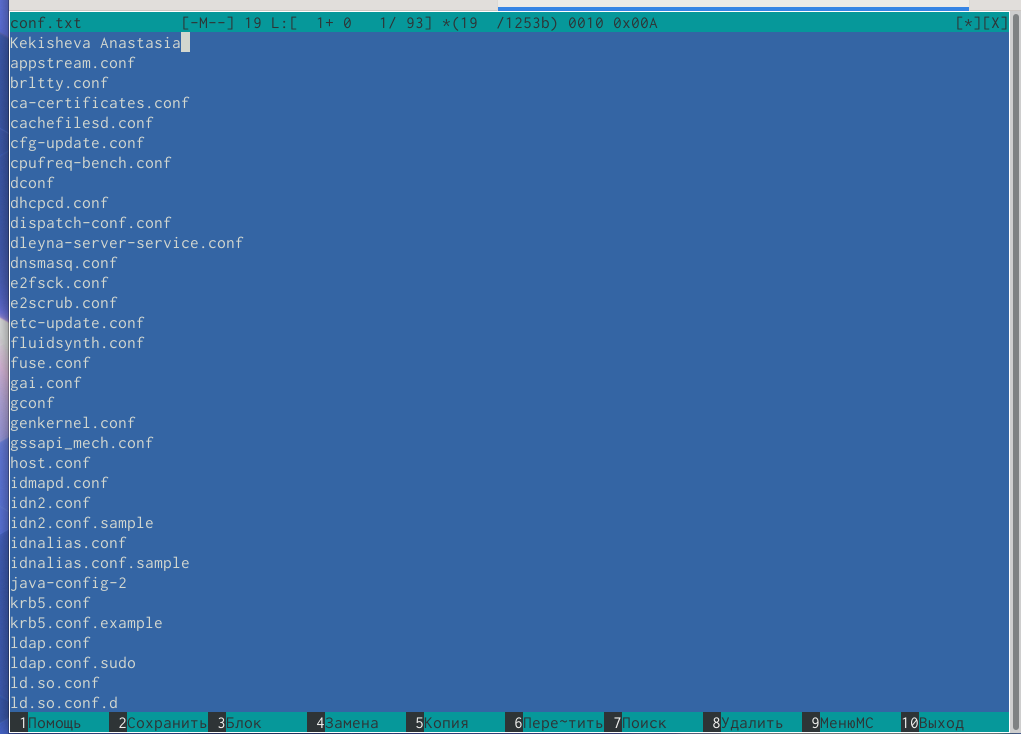 conf.txt [-M--] 19 L:[ 1+ 0 1/ 93] *(19 /1253b) 0010 0x00A [*][X]
Kekisheva Anastasia
appstream.conf
brltty.conf
ca-certificates.conf
cachefilesd.conf
cfg-update.conf
cpufreq-bench.conf
dconf
dhcpcd.conf
dispatch-conf.conf
dleyna-server-service.conf
dnsmasq.conf
e2fsck.conf
e2scrub.conf
etc-update.conf
fluidsynth.conf
fuse.conf
gai.conf
gconf
genkernel.conf
gssapi_mech.conf
host.conf
idmapd.conf
idn2.conf
idn2.conf.sample
idnalias.conf
idnalias.conf.sample
java-config-2
krb5.conf
krb5.conf.example
ldap.conf
ldap.conf.sudo
ld.so.conf
ld.so.conf.d
1Помощь 2Сохранить 3Блок 4Замена 5Копия 6Пере~тить 7Поиск 8Удалить 9МенюMC 10Выход